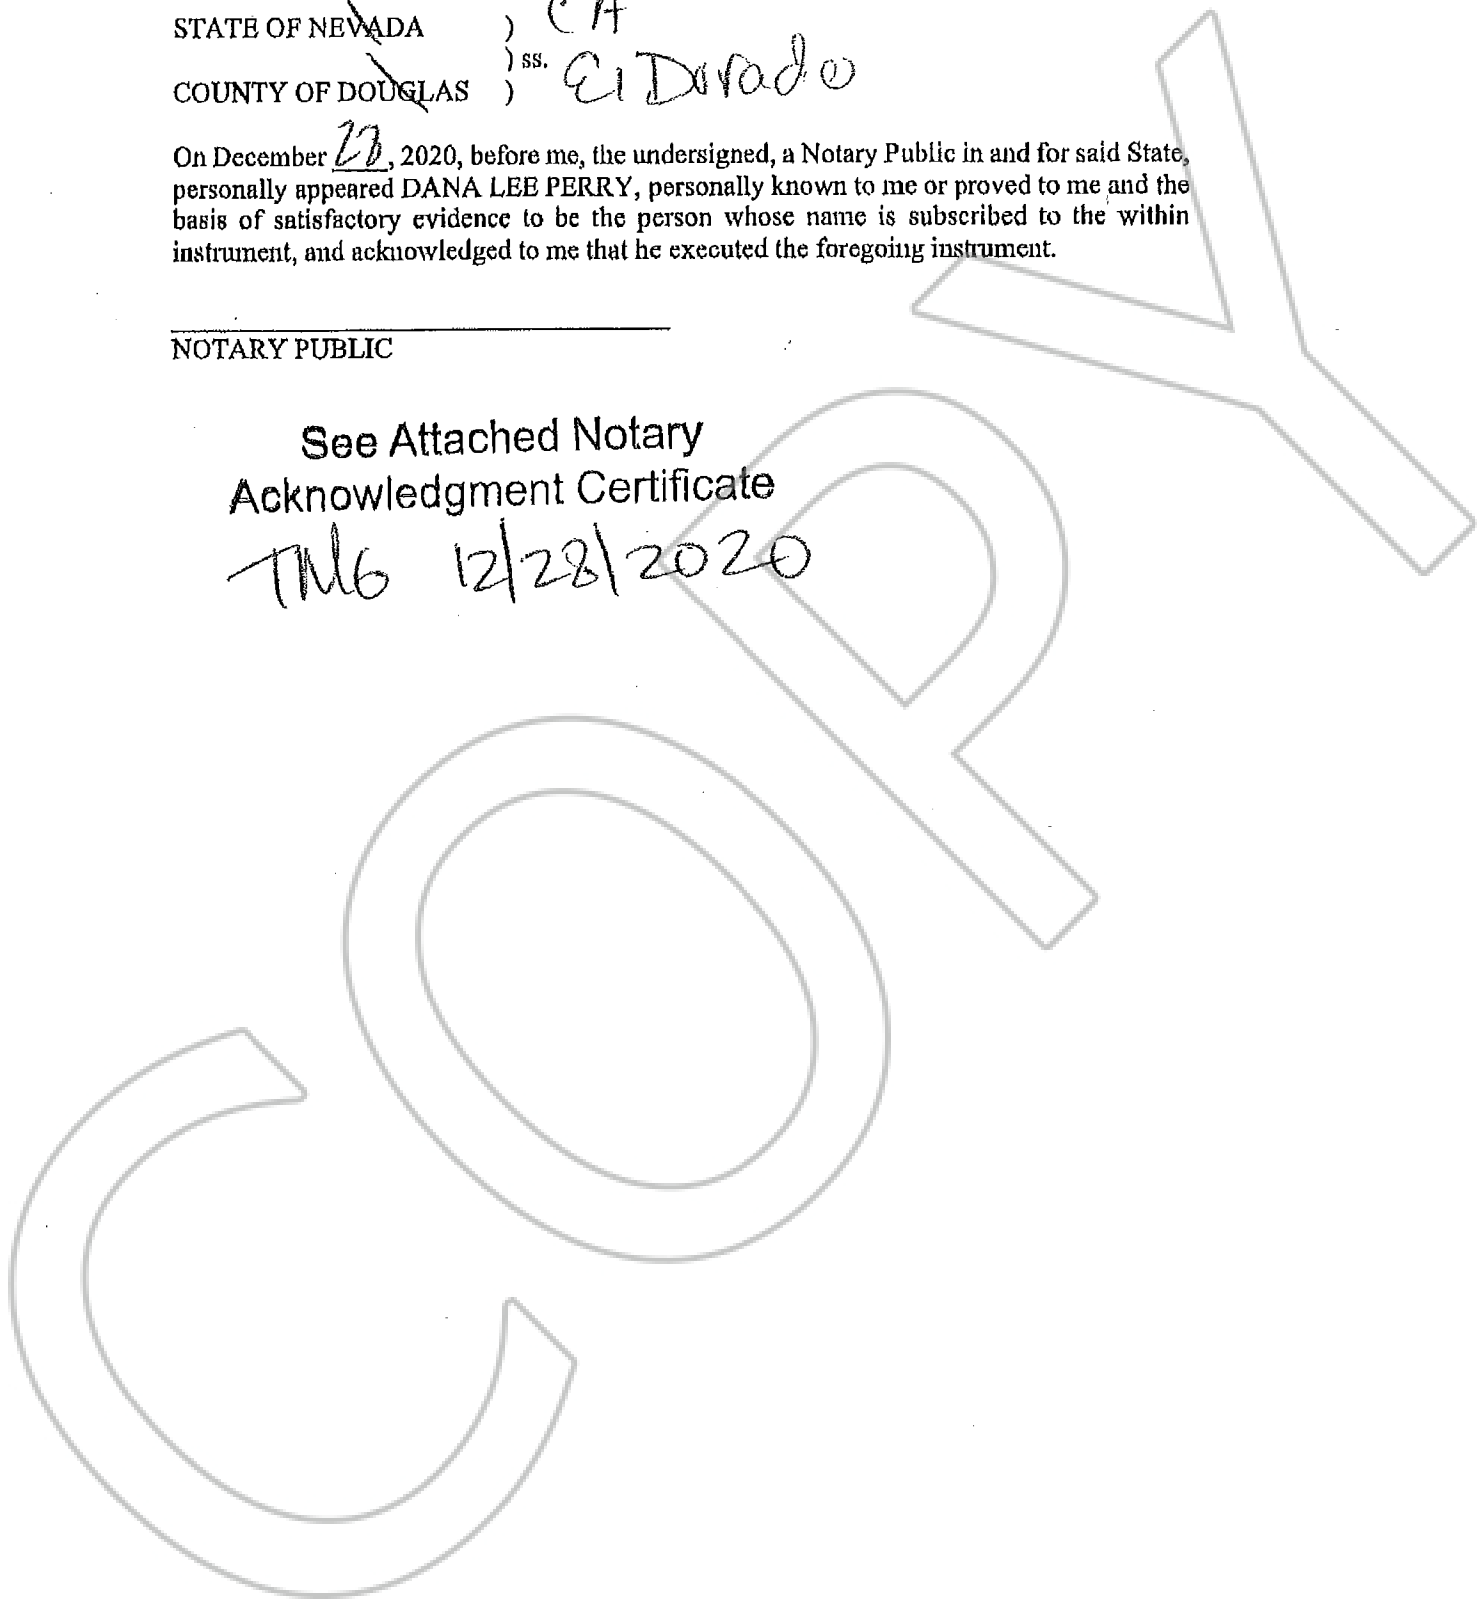 STATE OF NEVADA ) CA
) ss.
COUNTY OF DOUGLAS ) El Dorado
On December 28, 2020, before me, the undersigned, a Notary Public in and for said State,
personally appeared DANA LEE PERRY, personally known to me or proved to me and the
basis of satisfactory evidence to be the person whose name is subscribed to the within
instrument, and acknowledged to me that he executed the foregoing instrument.
NOTARY PUBLIC
See Attached Notary
Acknowledgment Certificate
TMG 12/28/2020
COPY